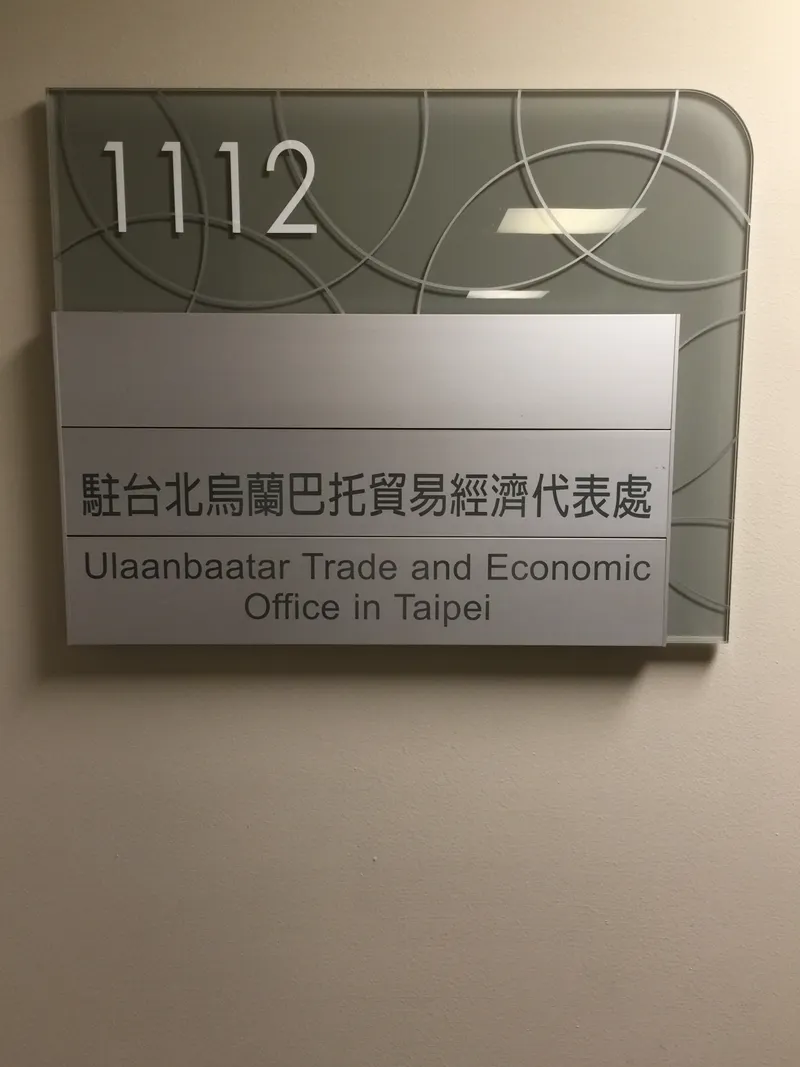 1112
駐台北烏蘭巴托貿易經濟代表處
Ulaanbaatar Trade and Economic
Office in Taipei